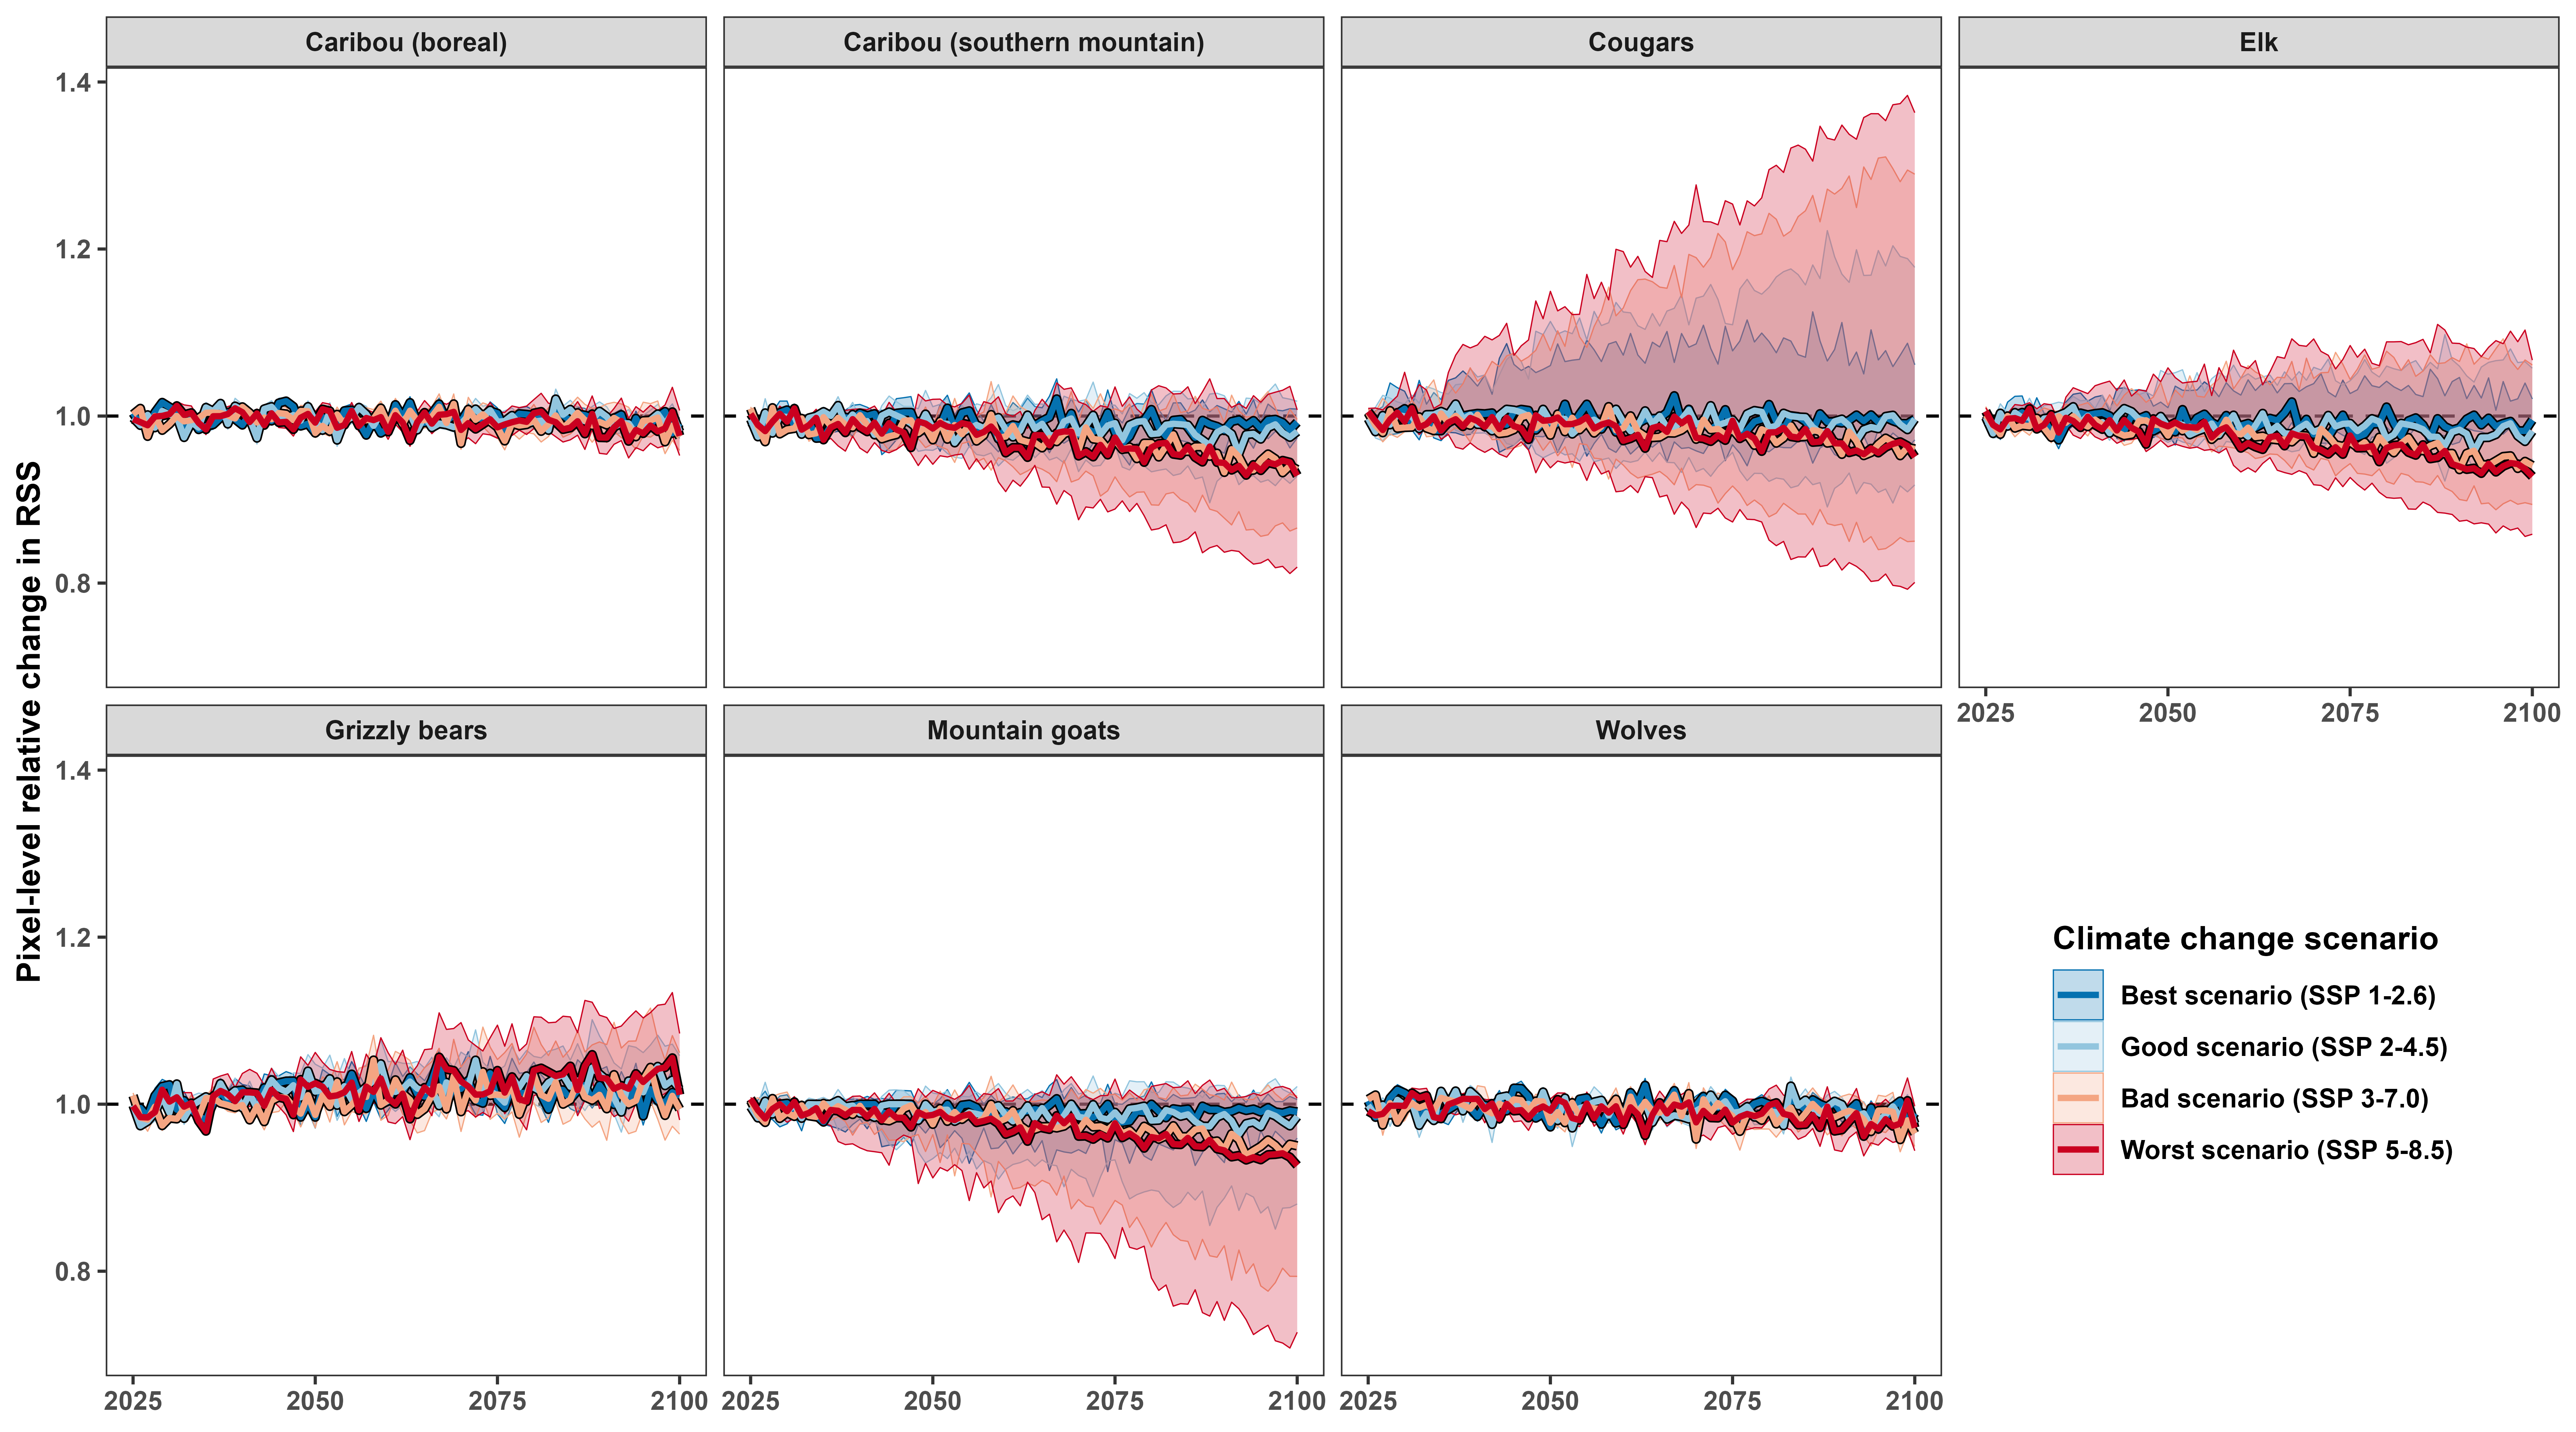 Caribou (boreal)
Caribou (southern mountain)
Cougars
Elk
1.4
1.2
1.0
0.8
2025 2050 2075 2100
Pixel-level relative change in RSS
Grizzly bears
Mountain goats
Wolves
1.4
1.2
1.0
0.8
2025 2050 2075 2100
2025 2050 2075 2100
2025 2050 2075 2100
Climate change scenario
Best scenario (SSP 1-2.6)
Good scenario (SSP 2-4.5)
Bad scenario (SSP 3-7.0)
Worst scenario (SSP 5-8.5)